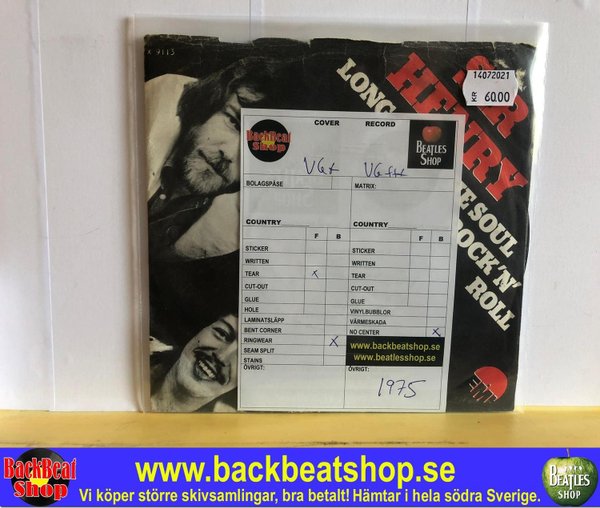 X 9113
14072021
KR 60.00
SIR
HENRY
LONG
THE SOUL
ROCK'N'
ROLL
EMI
BackBeat
Shop
COVER
RECORD
BEATLES
SHOP
VG+
VG++
BOLAGSPÅSE
MATRIX:
COUNTRY
COUNTRY
F B
F B
STICKER
STICKER
WRITTEN
WRITTEN
TEAR X
TEAR
CUT-OUT
CUT-OUT
GLUE
GLUE
HOLE
VINYLBUBBLOR
LAMINATSLÄPP
VÄRMESKADA
BENT CORNER
NO CENTER X
RINGWEAR X
SEAM SPLIT
STAINS
www.backbeatshop.se
www.beatlesshop.se
ÖVRIGT:
ÖVRIGT:
1975
BackBeat
Shop
www.backbeatshop.se
Vi köper större skivsamlingar, bra betalt! Hämtar i hela södra Sverige.
BEATLES
SHOP